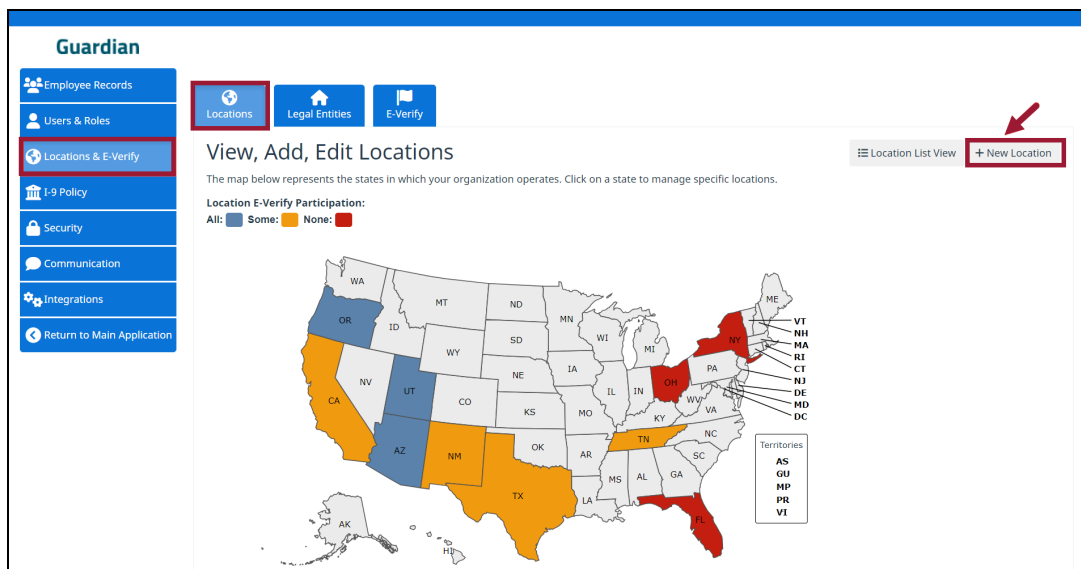 Guardian
Employee Records
Users & Roles
Locations & E-Verify
I-9 Policy
Security
Communication
Integrations
Return to Main Application
Locations
Legal Entities
E-Verify
View, Add, Edit Locations
Location List View
+ New Location
The map below represents the states in which your organization operates. Click on a state to manage specific locations.
Location E-Verify Participation:
All: Some: None:
WA
MT
ND
MN
ME
OR
ID
SD
WI
MI
NY
VT
NH
MA
RI
CT
NJ
DE
MD
DC
WY
NE
IA
PA
NV
UT
CO
IL
IN
OH
CA
KS
MO
KY
WV
VA
AZ
NM
OK
AR
TN
NC
SC
TX
LA
MS
AL
GA
FL
AK
HI
Territories
AS
GU
MP
PR
VI